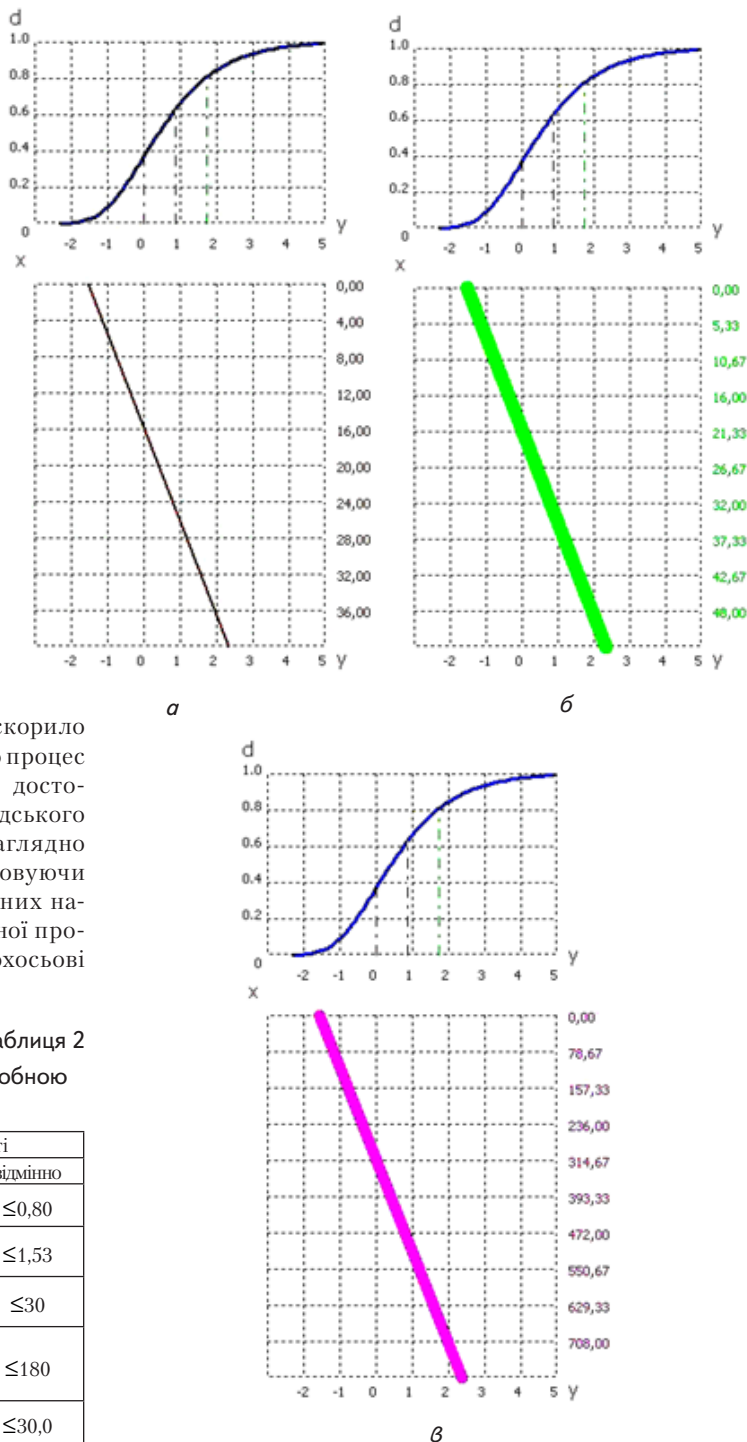 d
1.0
0.8
0.6
0.4
0.2
0
-2 -1 0 1 2 3 4 5 y
x
0,00
4,00
8,00
12,00
16,00
20,00
24,00
28,00
32,00
36,00
-2 -1 0 1 2 3 4 5 y
а
d
1.0
0.8
0.6
0.4
0.2
0
-2 -1 0 1 2 3 4 5 y
x
0,00
5,33
10,67
16,00
21,33
26,67
32,00
37,33
42,67
48,00
-2 -1 0 1 2 3 4 5 y
б
скорило
процес
досто-
дського
аглядно
овуючи
них на-
ної про-
рхосьові
аблиця 2
обною
ті
відмінно
≤0,80
≤1,53
≤30
≤180
≤30,0
d
1.0
0.8
0.6
0.4
0.2
0
-2 -1 0 1 2 3 4 5 y
x
0,00
78,67
157,33
236,00
314,67
393,33
472,00
550,67
629,33
708,00
-2 -1 0 1 2 3 4 5 y
в